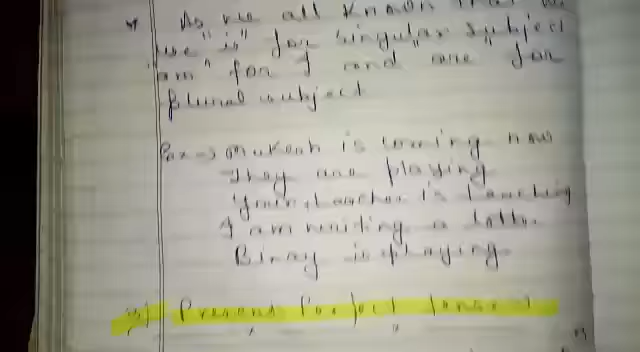 As we all know that we
use "is" for singular subject
"am" for I and "are" for
plural subject
Ex → Mukesh is coming now
They are playing
Your teacher is teaching
I am writing a letter
Binay is playing
Present Perfect Tense